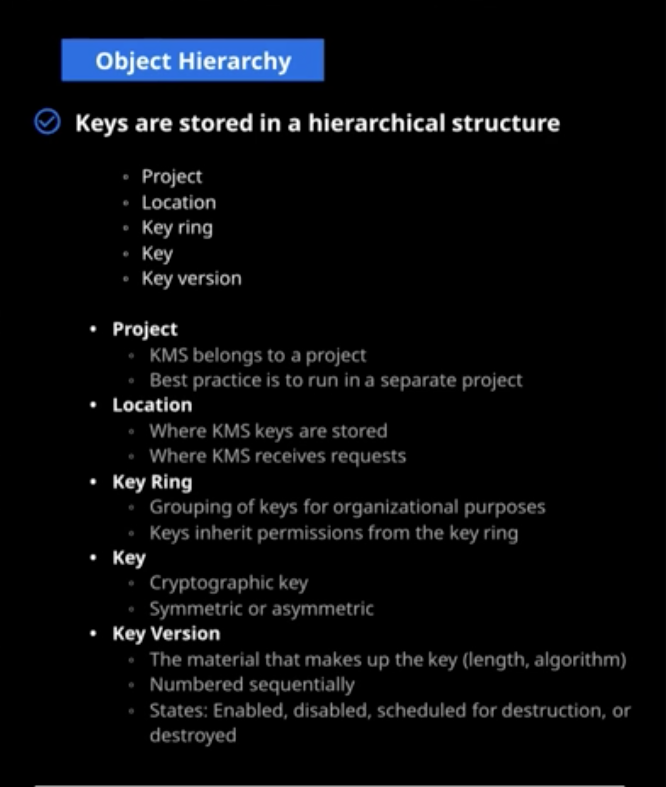 Object Hierarchy
Keys are stored in a hierarchical structure
Project
Location
Key ring
Key
Key version
Project
KMS belongs to a project
Best practice is to run in a separate project
Location
Where KMS keys are stored
Where KMS receives requests
Key Ring
Grouping of keys for organizational purposes
Keys inherit permissions from the key ring
Key
Cryptographic key
Symmetric or asymmetric
Key Version
The material that makes up the key (length, algorithm)
Numbered sequentially
States: Enabled, disabled, scheduled for destruction, or
destroyed